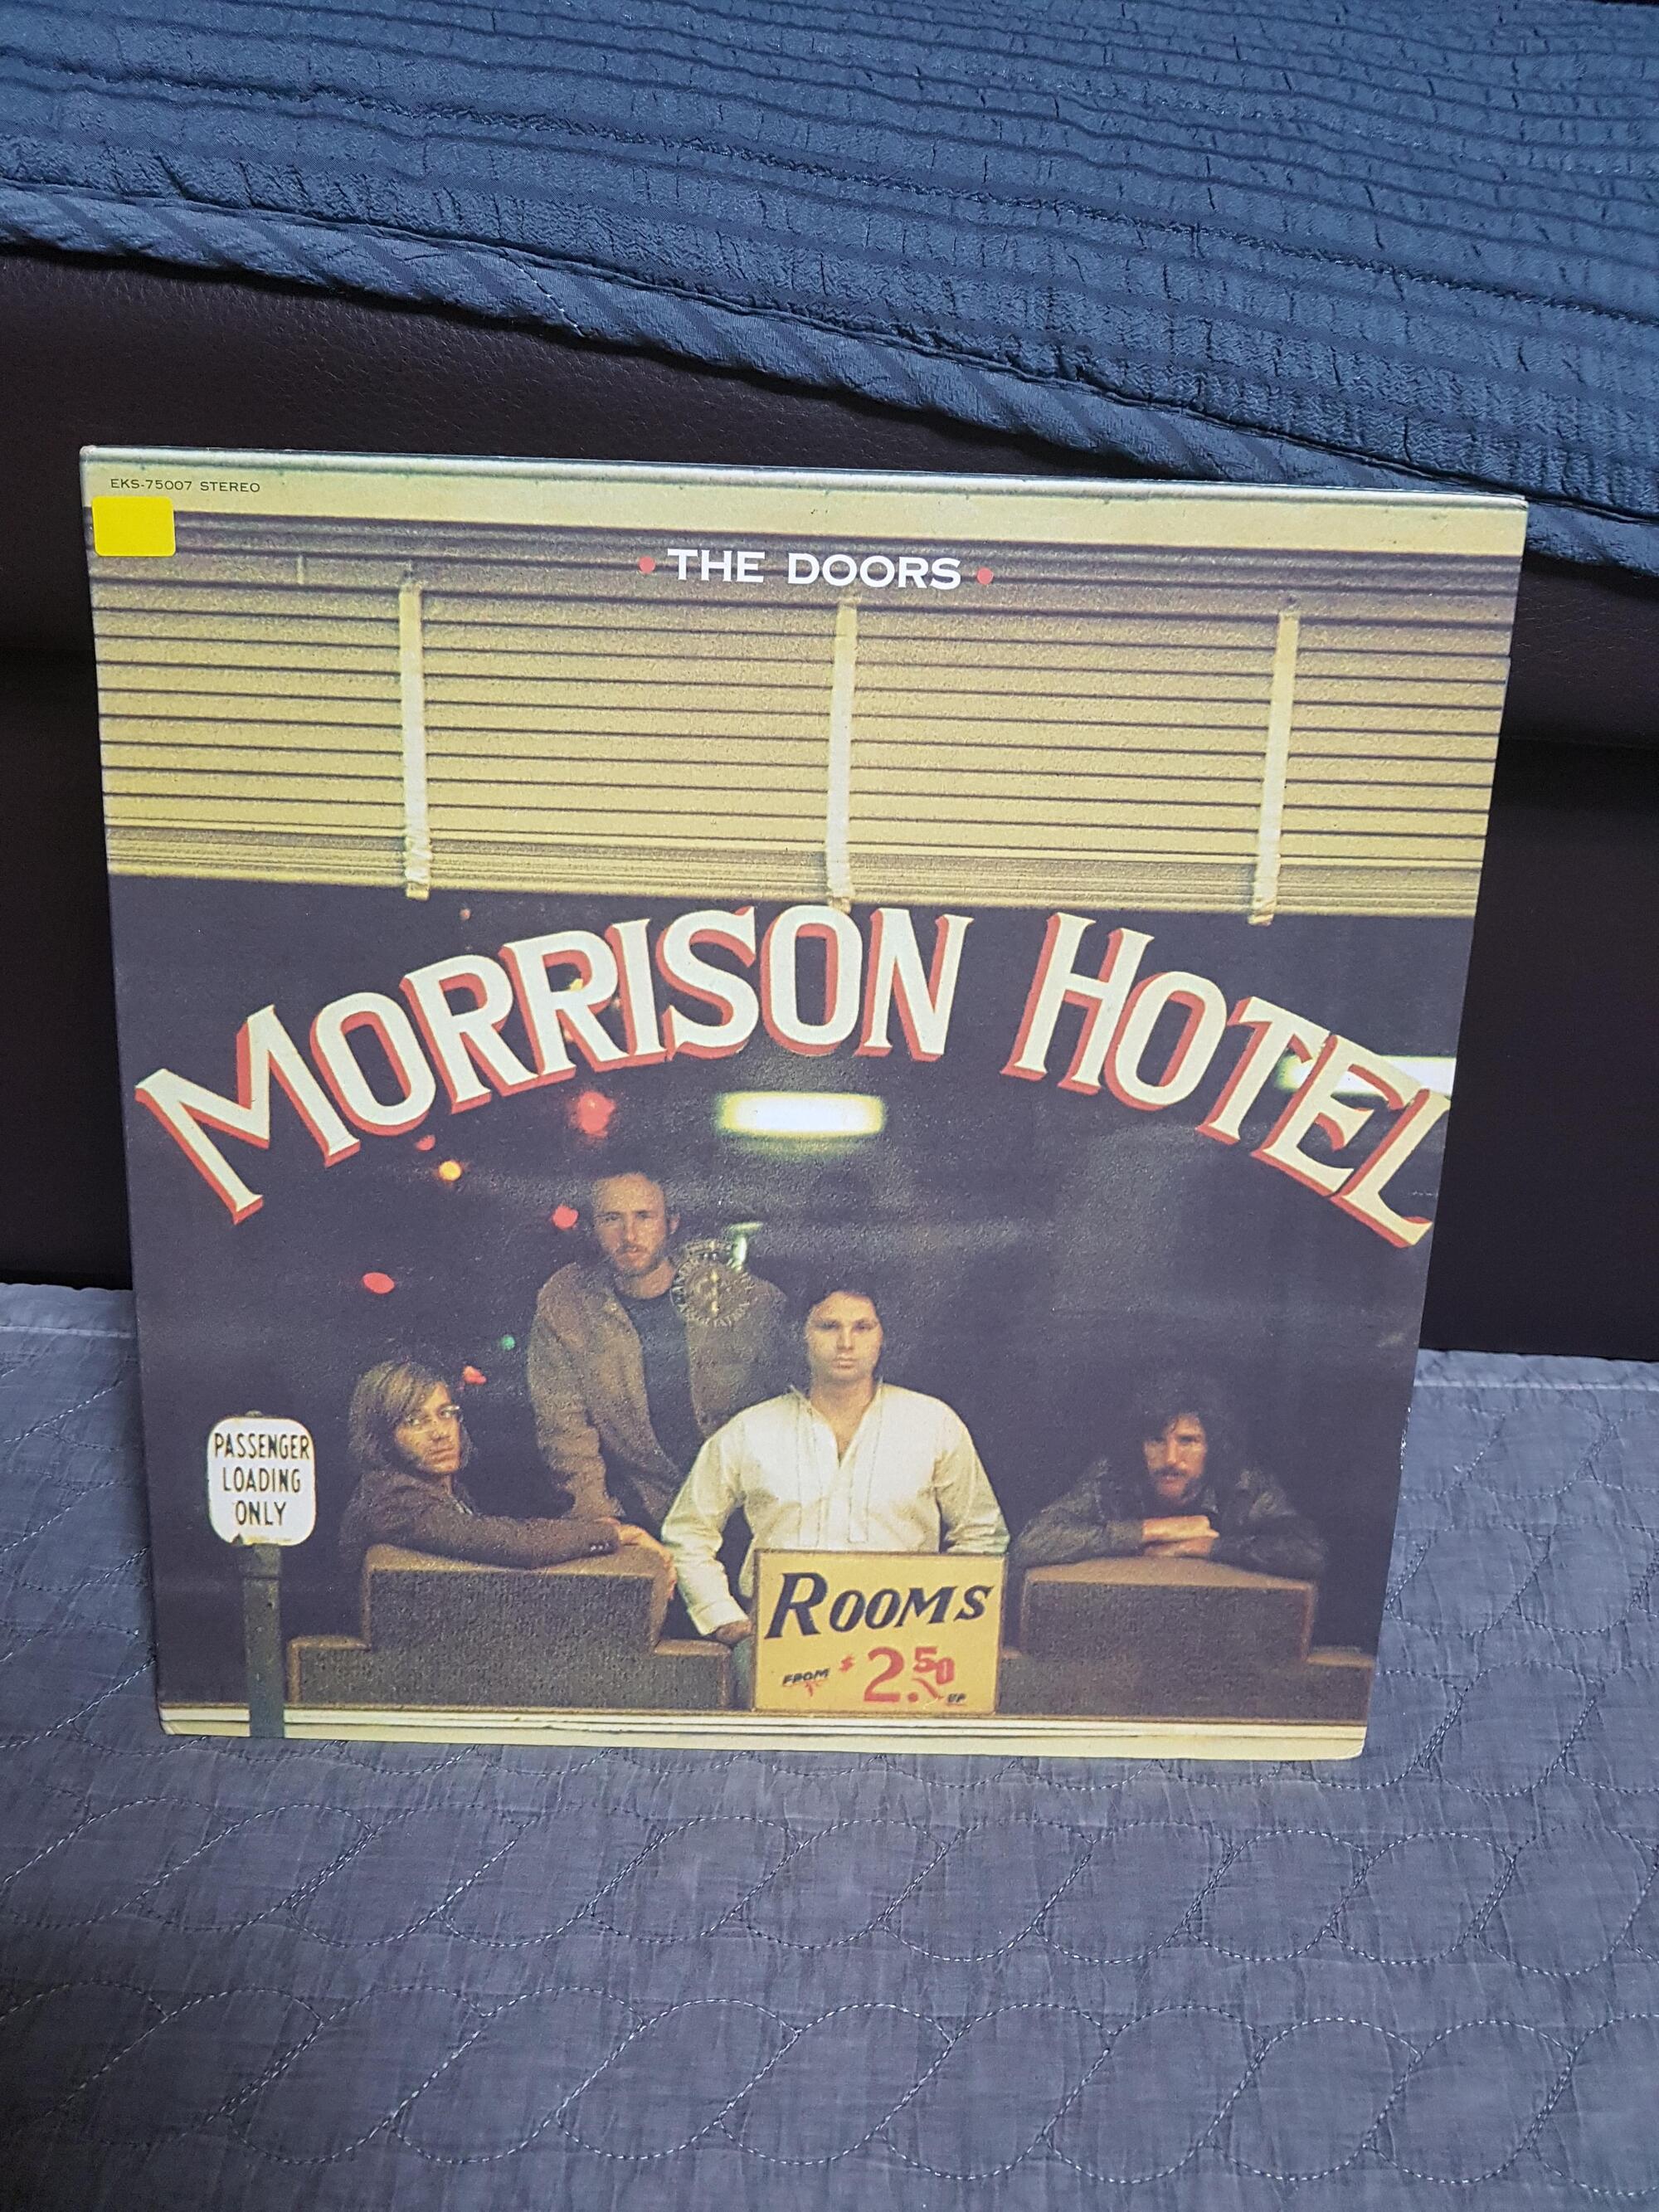 EKS-75007 STEREO
• THE DOORS •
MORRISON HOTEL
PASSENGER
LOADING
ONLY
ROOMS
FROM $2.50 UP